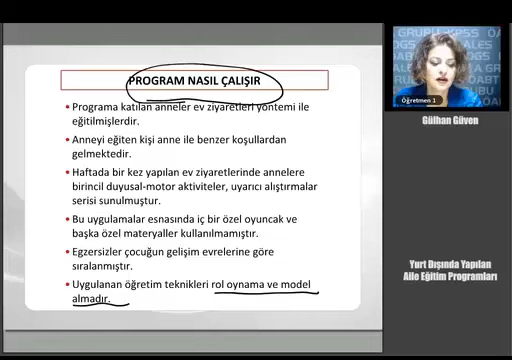 PROGRAM NASIL ÇALIŞIR
• Programa katılan anneler ev ziyaretleri yöntemi ile
eğitilmişlerdir.
• Anneyi eğiten kişi anne ile benzer koşullardan
gelmektedir.
• Haftada bir kez yapılan ev ziyaretlerinde annelere
birincil duyusal-motor aktiviteler, uyarıcı alıştırmalar
serisi sunulmuştur.
• Bu uygulamalar esnasında iç bir özel oyuncak ve
başka özel materyaller kullanılmamıştır.
• Egzersizler çocuğun gelişim evrelerine göre
sıralanmıştır.
• Uygulanan öğretim teknikleri rol oynama ve model
almadır.
GRUBU KPSS
ALES
Öğretmen 1
Gülhan Güven
Yurt Dışında Yapılan
Aile Eğitim Programları